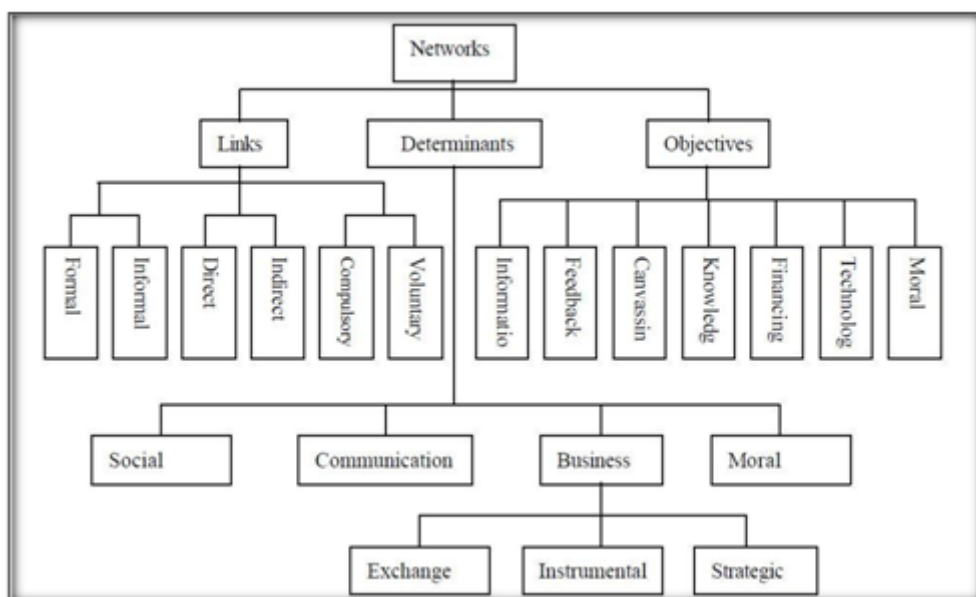 Networks
Links
Determinants
Objectives
Formal
Informal
Direct
Indirect
Compulsory
Voluntary
Informatio
Feedback
Canvassin
Knowledg
Financing
Technolog
Moral
Social
Communication
Business
Moral
Exchange
Instrumental
Strategic